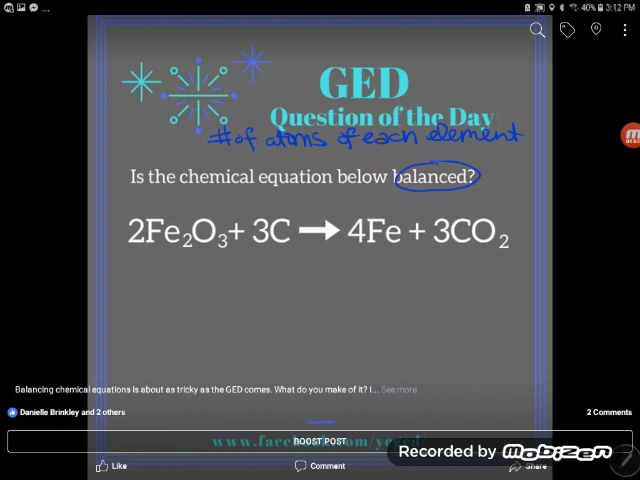 40% 3:12 PM
GED
Question of the Day
# of atoms of each element
Is the chemical equation below balanced?
2Fe₂O₃ + 3C → 4Fe + 3CO₂
Balancing chemical equations is about as tricky as the GED comes. What do you make of it? I... See more
Danielle Brinkley and 2 others
2 Comments
BOOST POST
Recorded by Mobizen
Like
Comment
Share